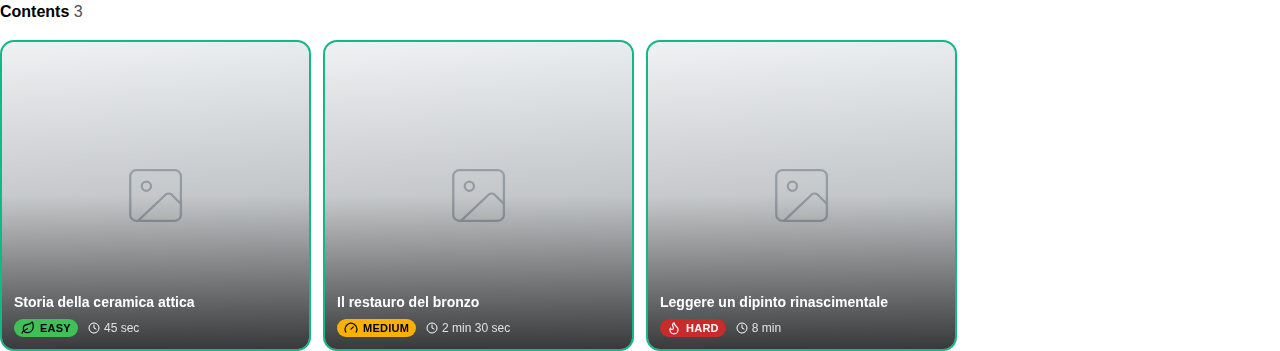 Contents 3
Storia della ceramica attica
EASY 45 sec
Il restauro del bronzo
MEDIUM 2 min 30 sec
Leggere un dipinto rinascimentale
HARD 8 min